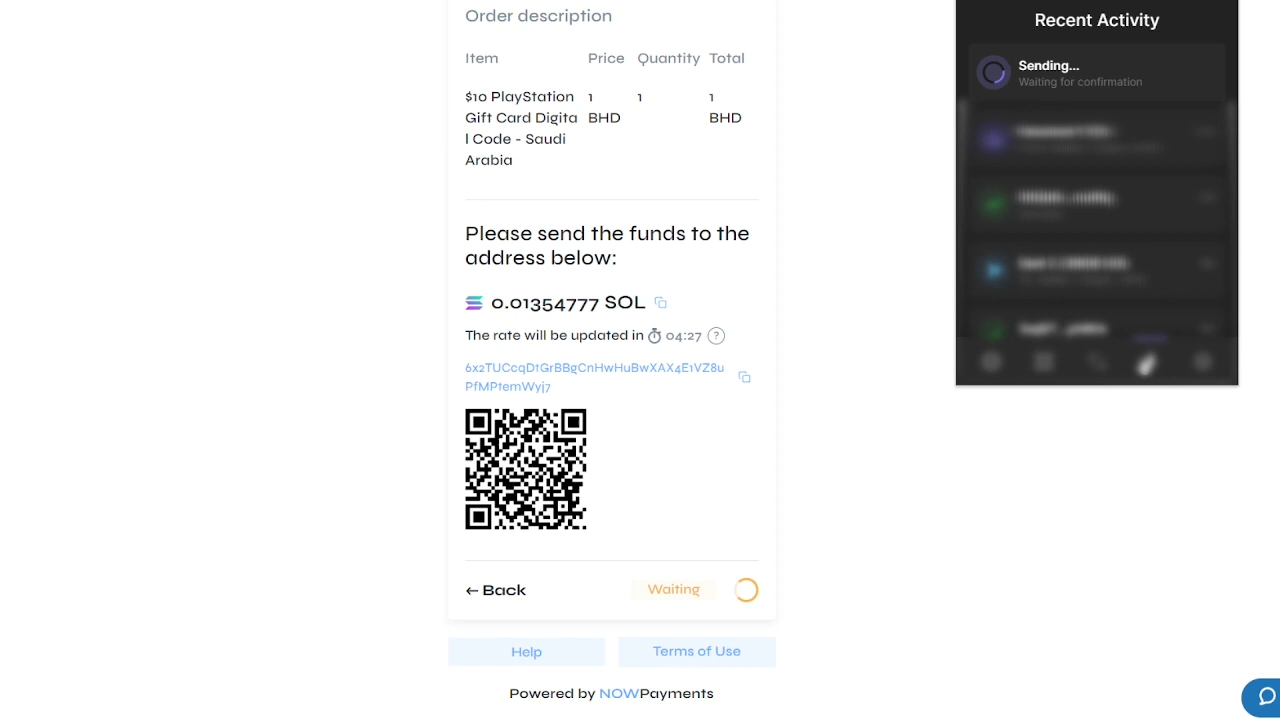 Order description
Item Price Quantity Total
$10 PlayStation 1 1 1
Gift Card Digita BHD BHD
l Code - Saudi
Arabia
Please send the funds to the
address below:
0.01354777 SOL
The rate will be updated in 04:27 ?
6x2TUCcqD1GrBBgCnHwHuBwXAX4E1VZ8u
PfMPtemWyj7
← Back Waiting
Help Terms of Use
Powered by NOWPayments
Recent Activity
Sending...
Waiting for confirmation